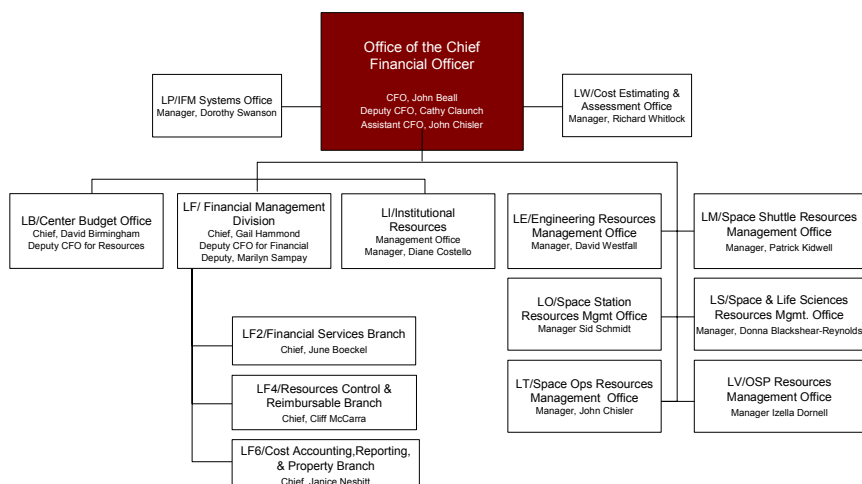 Office of the Chief
Financial Officer
CFO, John Beall
Deputy CFO, Cathy Claunch
Assistant CFO, John Chisler
LP/IFM Systems Office
Manager, Dorothy Swanson
LW/Cost Estimating &
Assessment Office
Manager, Richard Whitlock
LB/Center Budget Office
Chief, David Birmingham
Deputy CFO for Resources
LF/ Financial Management
Division
Chief, Gail Hammond
Deputy CFO for Financial
Deputy, Marilyn Sampay
LI/Institutional
Resources
Management Office
Manager, Diane Costello
LE/Engineering Resources
Management Office
Manager, David Westfall
LM/Space Shuttle Resources
Management Office
Manager, Patrick Kidwell
LO/Space Station
Resources Mgmt Office
Manager Sid Schmidt
LS/Space & Life Sciences
Resources Mgmt. Office
Manager, Donna Blackshear-Reynolds
LT/Space Ops Resources
Management  Office
Manager, John Chisler
LV/OSP Resources
Management Office
Manager Izella Dornell
LF2/Financial Services Branch
Chief, June Boeckel
LF4/Resources Control &
Reimbursable Branch
Chief, Cliff McCarra
LF6/Cost Accounting,Reporting,
& Property Branch
Chief, Janice Nesbitt